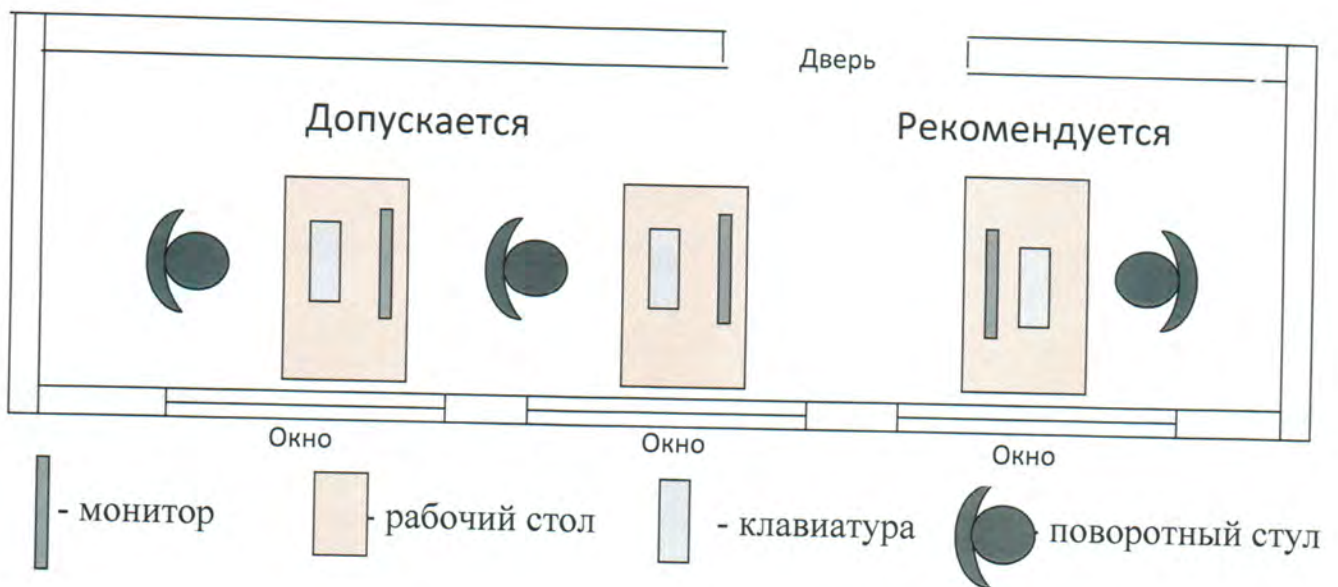 Дверь
Допускается
Рекомендуется
Окно
Окно
Окно
- монитор
- рабочий стол
- клавиатура
- поворотный стул